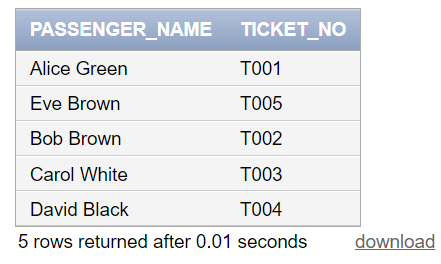 PASSENGER_NAME TICKET_NO
Alice Green T001
Eve Brown T005
Bob Brown T002
Carol White T003
David Black T004
5 rows returned after 0.01 seconds download